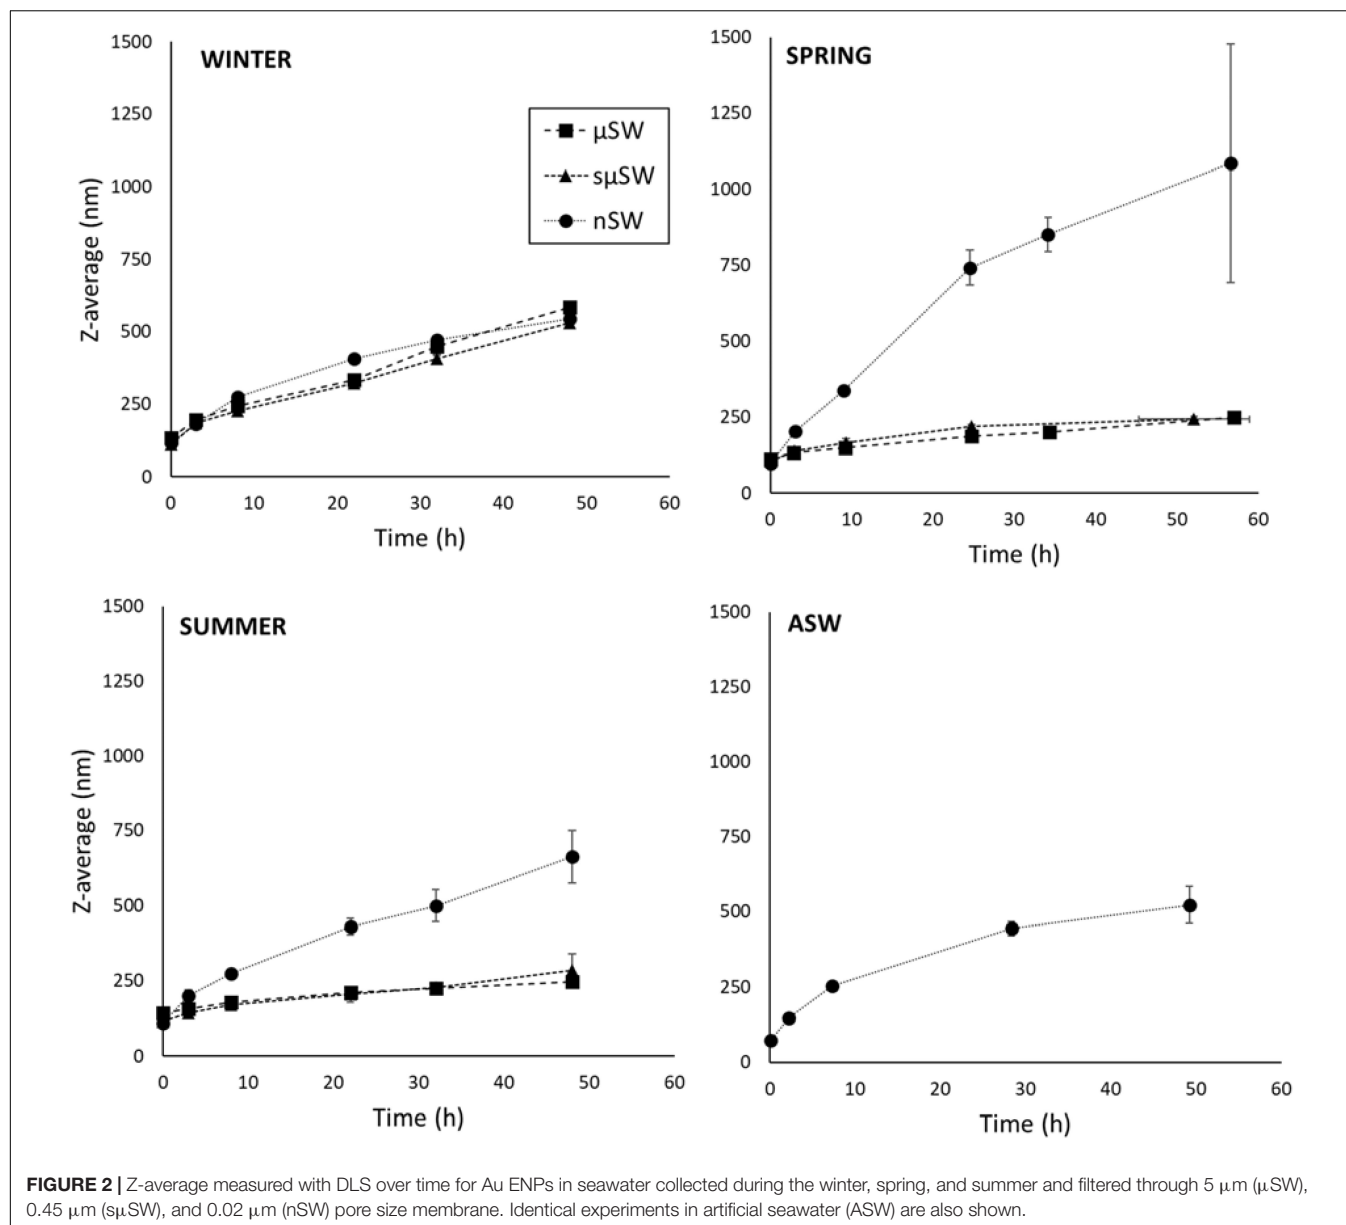 WINTER
1500
1250
1000
750
500
250
0
Z-average (nm)
0 10 20 30 40 50 60
Time (h)
μSW
sμSW
nSW
SPRING
1500
1250
1000
750
500
250
0
0 10 20 30 40 50 60
Time (h)
SUMMER
1500
1250
1000
750
500
250
0
Z-average (nm)
0 10 20 30 40 50 60
Time (h)
ASW
1500
1250
1000
750
500
250
0
0 10 20 30 40 50 60
Time (h)
FIGURE 2 | Z-average measured with DLS over time for Au ENPs in seawater collected during the winter, spring, and summer and filtered through 5 μm (μSW),
0.45 μm (sμSW), and 0.02 μm (nSW) pore size membrane. Identical experiments in artificial seawater (ASW) are also shown.